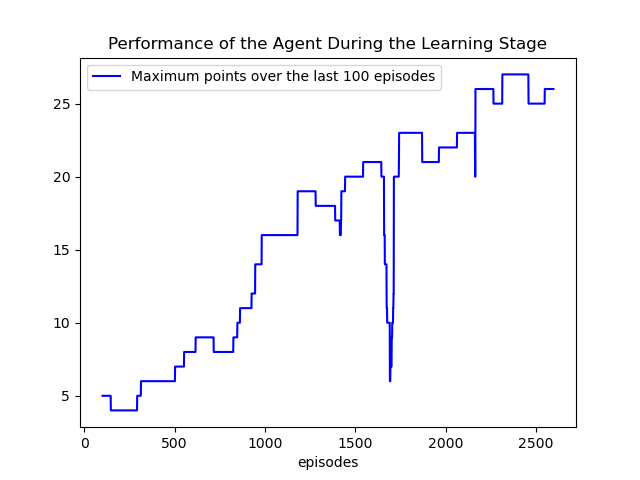 Performance of the Agent During the Learning Stage
Maximum points over the last 100 episodes
25
20
15
10
5
0 500 1000 1500 2000 2500
episodes